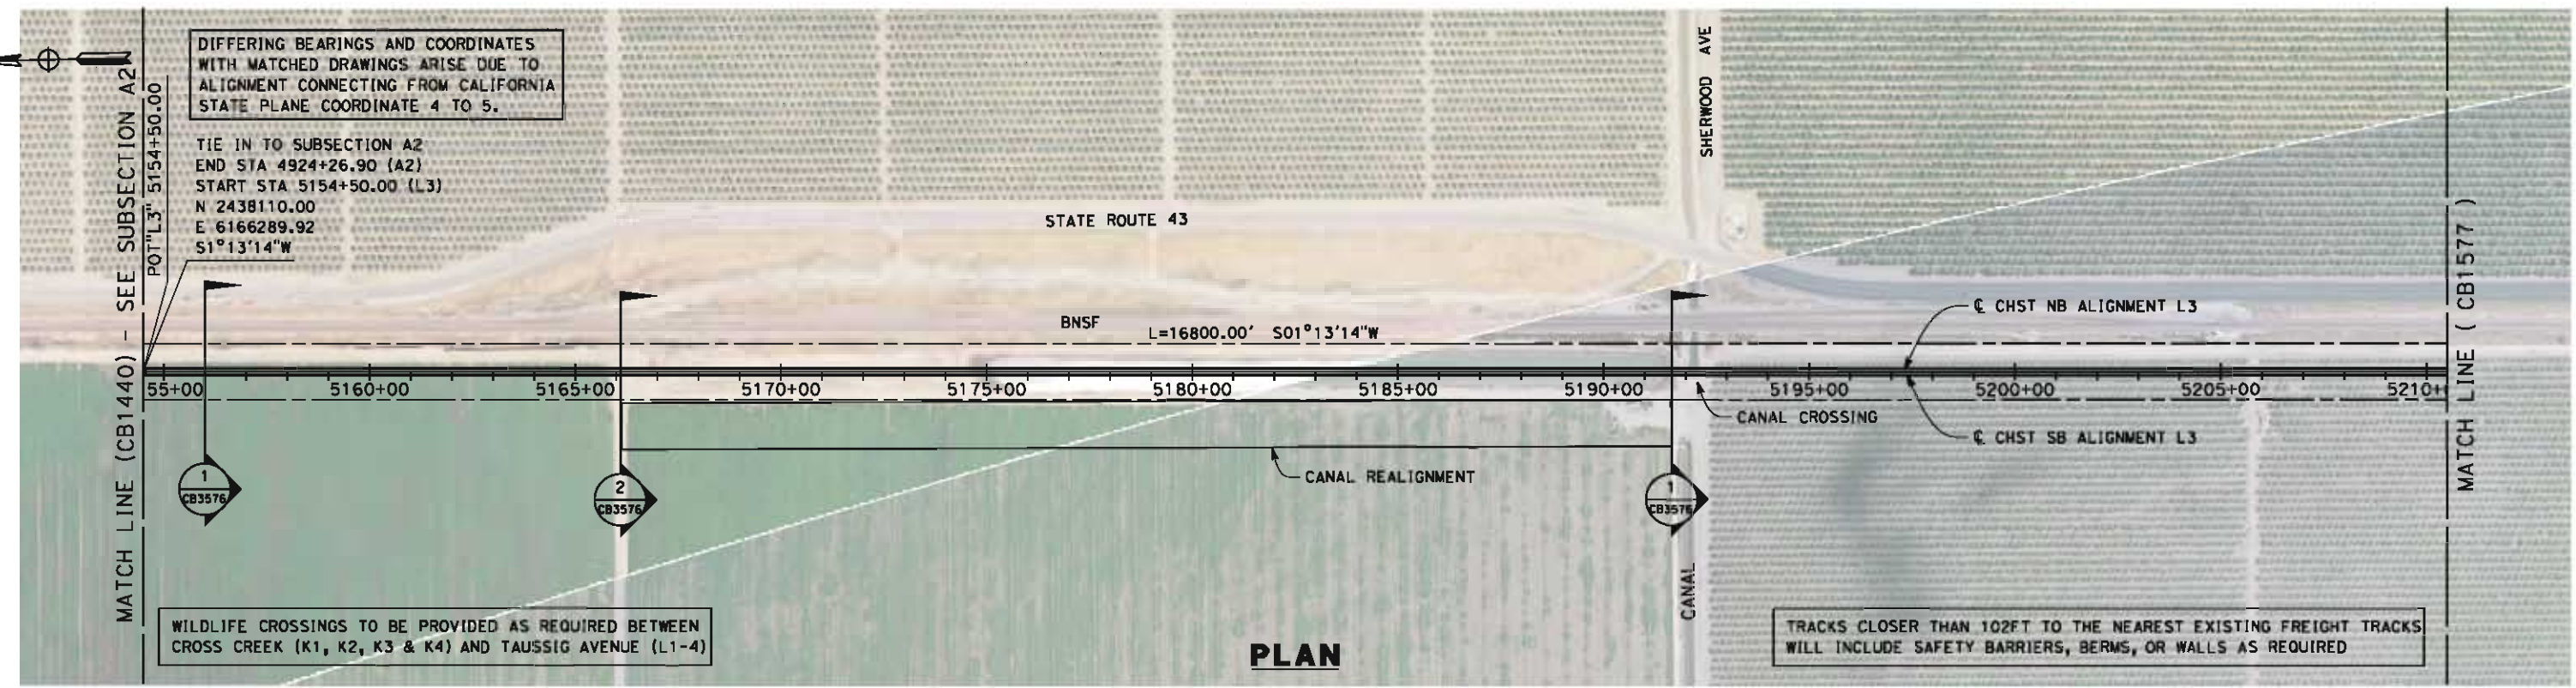 DIFFERING BEARINGS AND COORDINATES
WITH MATCHED DRAWINGS ARISE DUE TO
ALIGNMENT CONNECTING FROM CALIFORNIA
STATE PLANE COORDINATE 4 TO 5.
TIE IN TO SUBSECTION A2
END STA 4924+26.90 (A2)
START STA 5154+50.00 (L3)
N 2438110.00
E 6166289.92
S1°13'14"W
MATCH LINE (CB1440) - SEE SUBSECTION A2
POT"L3" 5154+50.00
SHERWOOD AVE
STATE ROUTE 43
BNSF
L=16800.00' S01°13'14"W
℄ CHST NB ALIGNMENT L3
55+00 5160+00 5165+00 5170+00 5175+00 5180+00 5185+00 5190+00 5195+00 5200+00 5205+00 5210+
CANAL CROSSING
℄ CHST SB ALIGNMENT L3
CANAL REALIGNMENT
1
CB3576
2
CB3576
1
CB3576
CANAL
MATCH LINE ( CB1577 )
WILDLIFE CROSSINGS TO BE PROVIDED AS REQUIRED BETWEEN
CROSS CREEK (K1, K2, K3 & K4) AND TAUSSIG AVENUE (L1-4)
PLAN
TRACKS CLOSER THAN 102FT TO THE NEAREST EXISTING FREIGHT TRACKS
WILL INCLUDE SAFETY BARRIERS, BERMS, OR WALLS AS REQUIRED